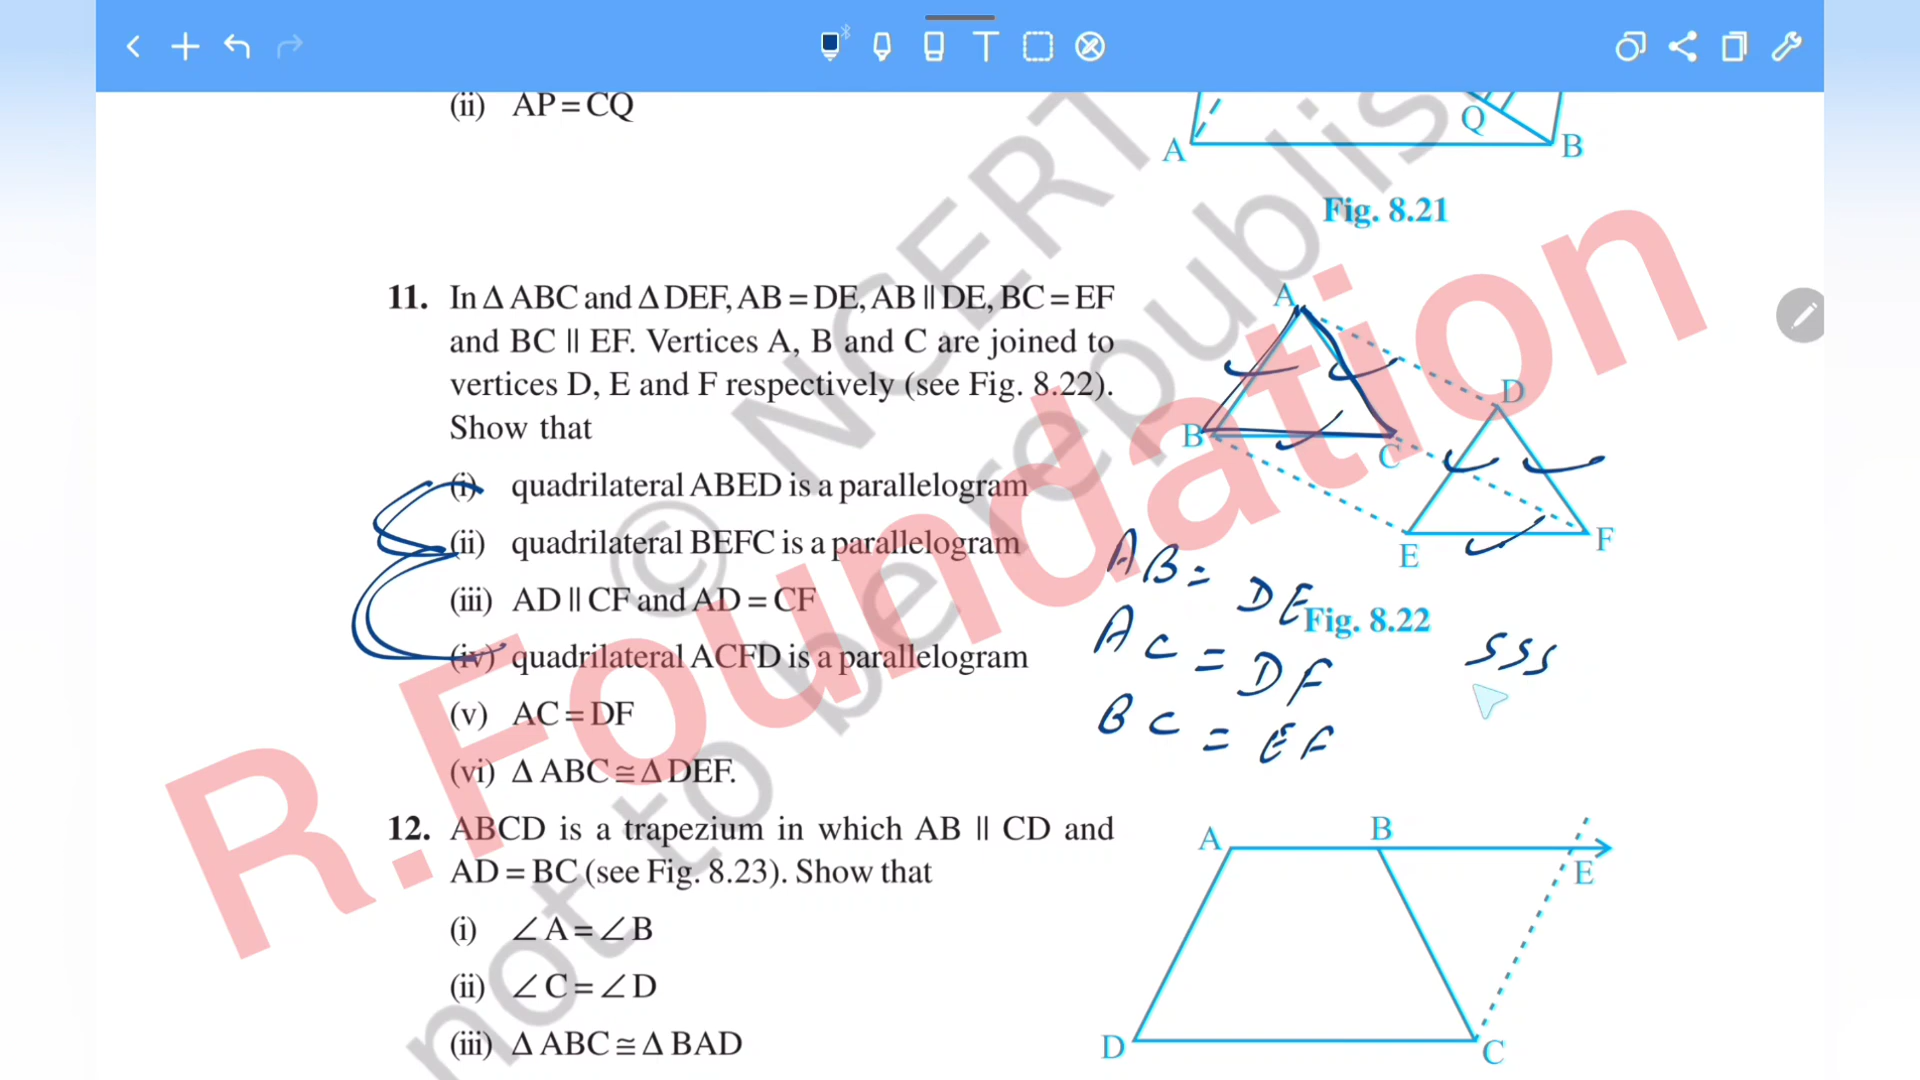 (ii) AP = CQ
A
Q
B
Fig. 8.21
11. In Δ ABC and Δ DEF, AB = DE, AB || DE, BC = EF
and BC || EF. Vertices A, B and C are joined to
vertices D, E and F respectively (see Fig. 8.22).
Show that
(i) quadrilateral ABED is a parallelogram
(ii) quadrilateral BEFC is a parallelogram
(iii) AD || CF and AD = CF
(iv) quadrilateral ACFD is a parallelogram
(v) AC = DF
(vi) Δ ABC ≅ Δ DEF.
A
D
B
C
E
F
Fig. 8.22
AB = DE
AC = DF
BC = EF
SSS
12. ABCD is a trapezium in which AB || CD and
AD = BC (see Fig. 8.23). Show that
(i) ∠A = ∠B
(ii) ∠C = ∠D
(iii) Δ ABC ≅ Δ BAD
A
B
E
D
C
R.Foundation
© NCERT
not to be republis
T